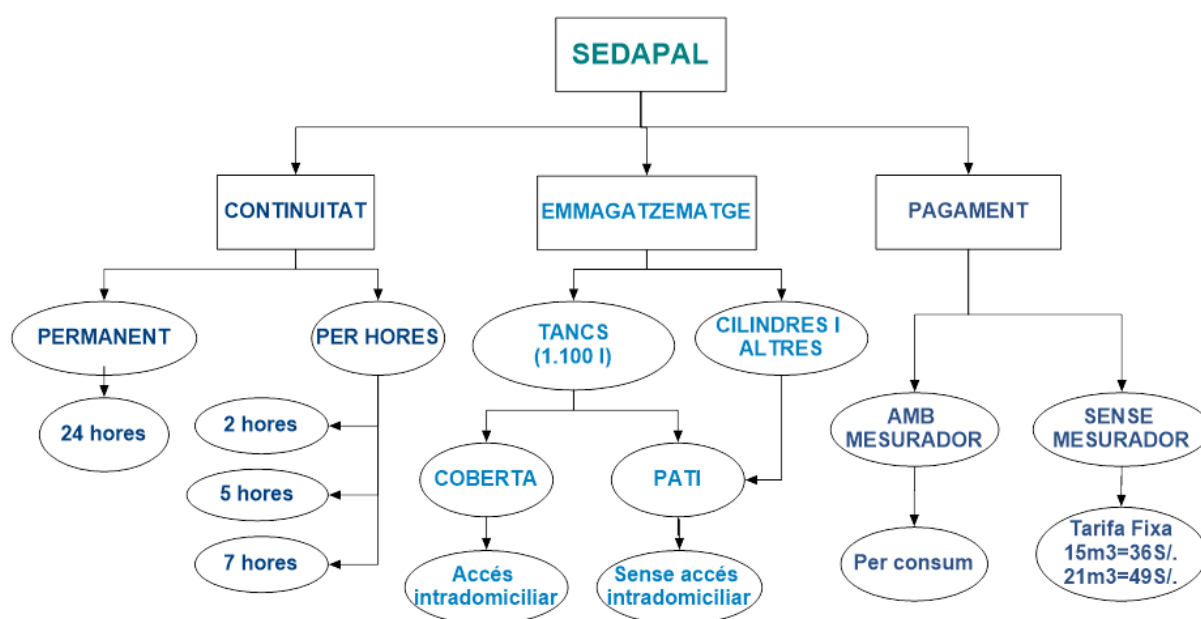 SEDAPAL
CONTINUITAT
EMMAGATZEMATGE
PAGAMENT
PERMANENT
PER HORES
TANCS
(1.100 l)
CILINDRES I
ALTRES
24 hores
2 hores
5 hores
7 hores
COBERTA
PATI
AMB
MESURADOR
SENSE
MESURADOR
Accés
intradomiciliar
Sense accés
intradomiciliar
Per consum
Tarifa Fixa
15m3=36S/.
21m3=49S/.